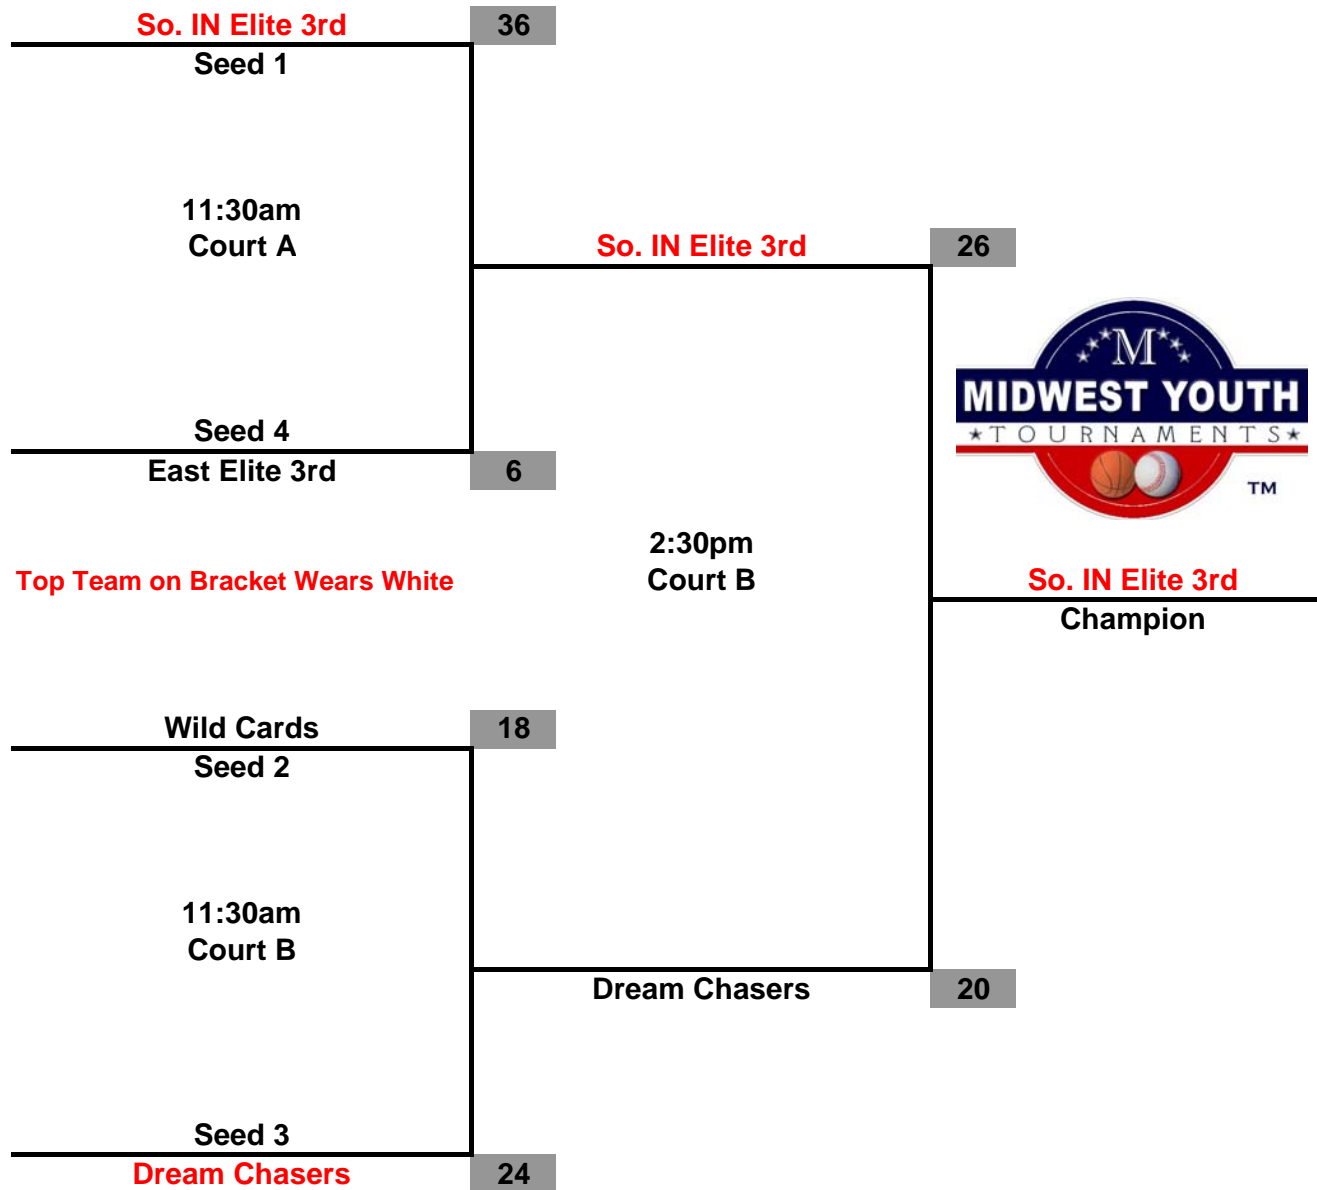 So. IN Elite 3rd 36
Seed 1
11:30am
Court A
So. IN Elite 3rd 26
M
MIDWEST YOUTH
TOURNAMENTS
TM
Seed 4
East Elite 3rd 6
2:30pm
Court B
Top Team on Bracket Wears White
So. IN Elite 3rd
Champion
Wild Cards 18
Seed 2
11:30am
Court B
Dream Chasers 20
Seed 3
Dream Chasers 24